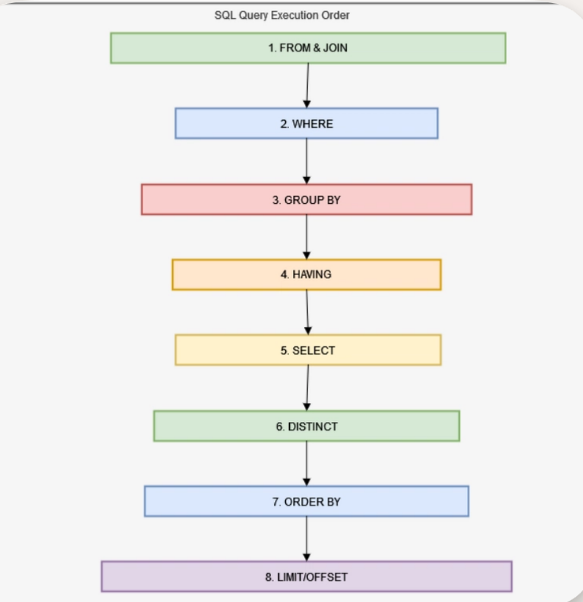 SQL Query Execution Order
1. FROM & JOIN
2. WHERE
3. GROUP BY
4. HAVING
5. SELECT
6. DISTINCT
7. ORDER BY
8. LIMIT/OFFSET